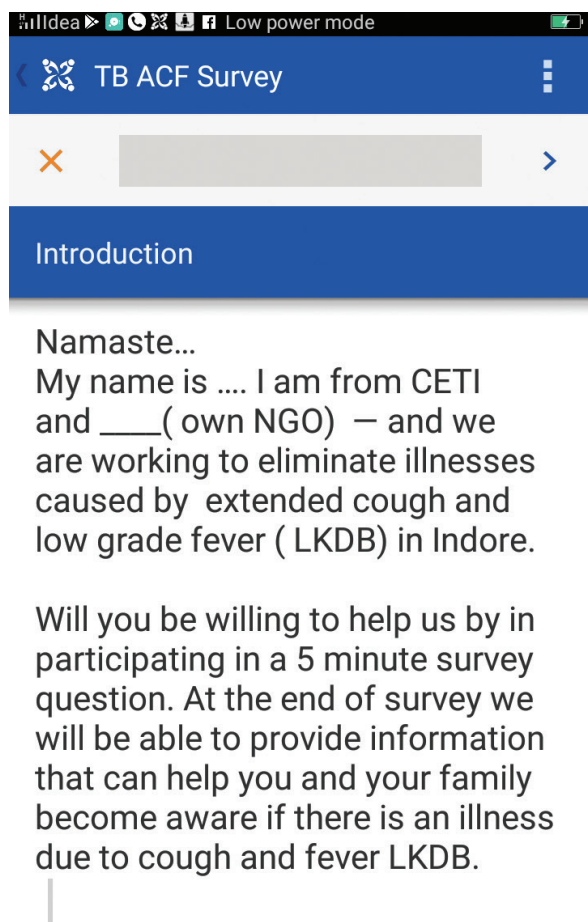 Idea Low power mode
TB ACF Survey
Introduction
Namaste...
My name is .... I am from CETI
and ____( own NGO) — and we
are working to eliminate illnesses
caused by  extended cough and
low grade fever ( LKDB) in Indore.
Will you be willing to help us by in
participating in a 5 minute survey
question. At the end of survey we
will be able to provide information
that can help you and your family
become aware if there is an illness
due to cough and fever LKDB.